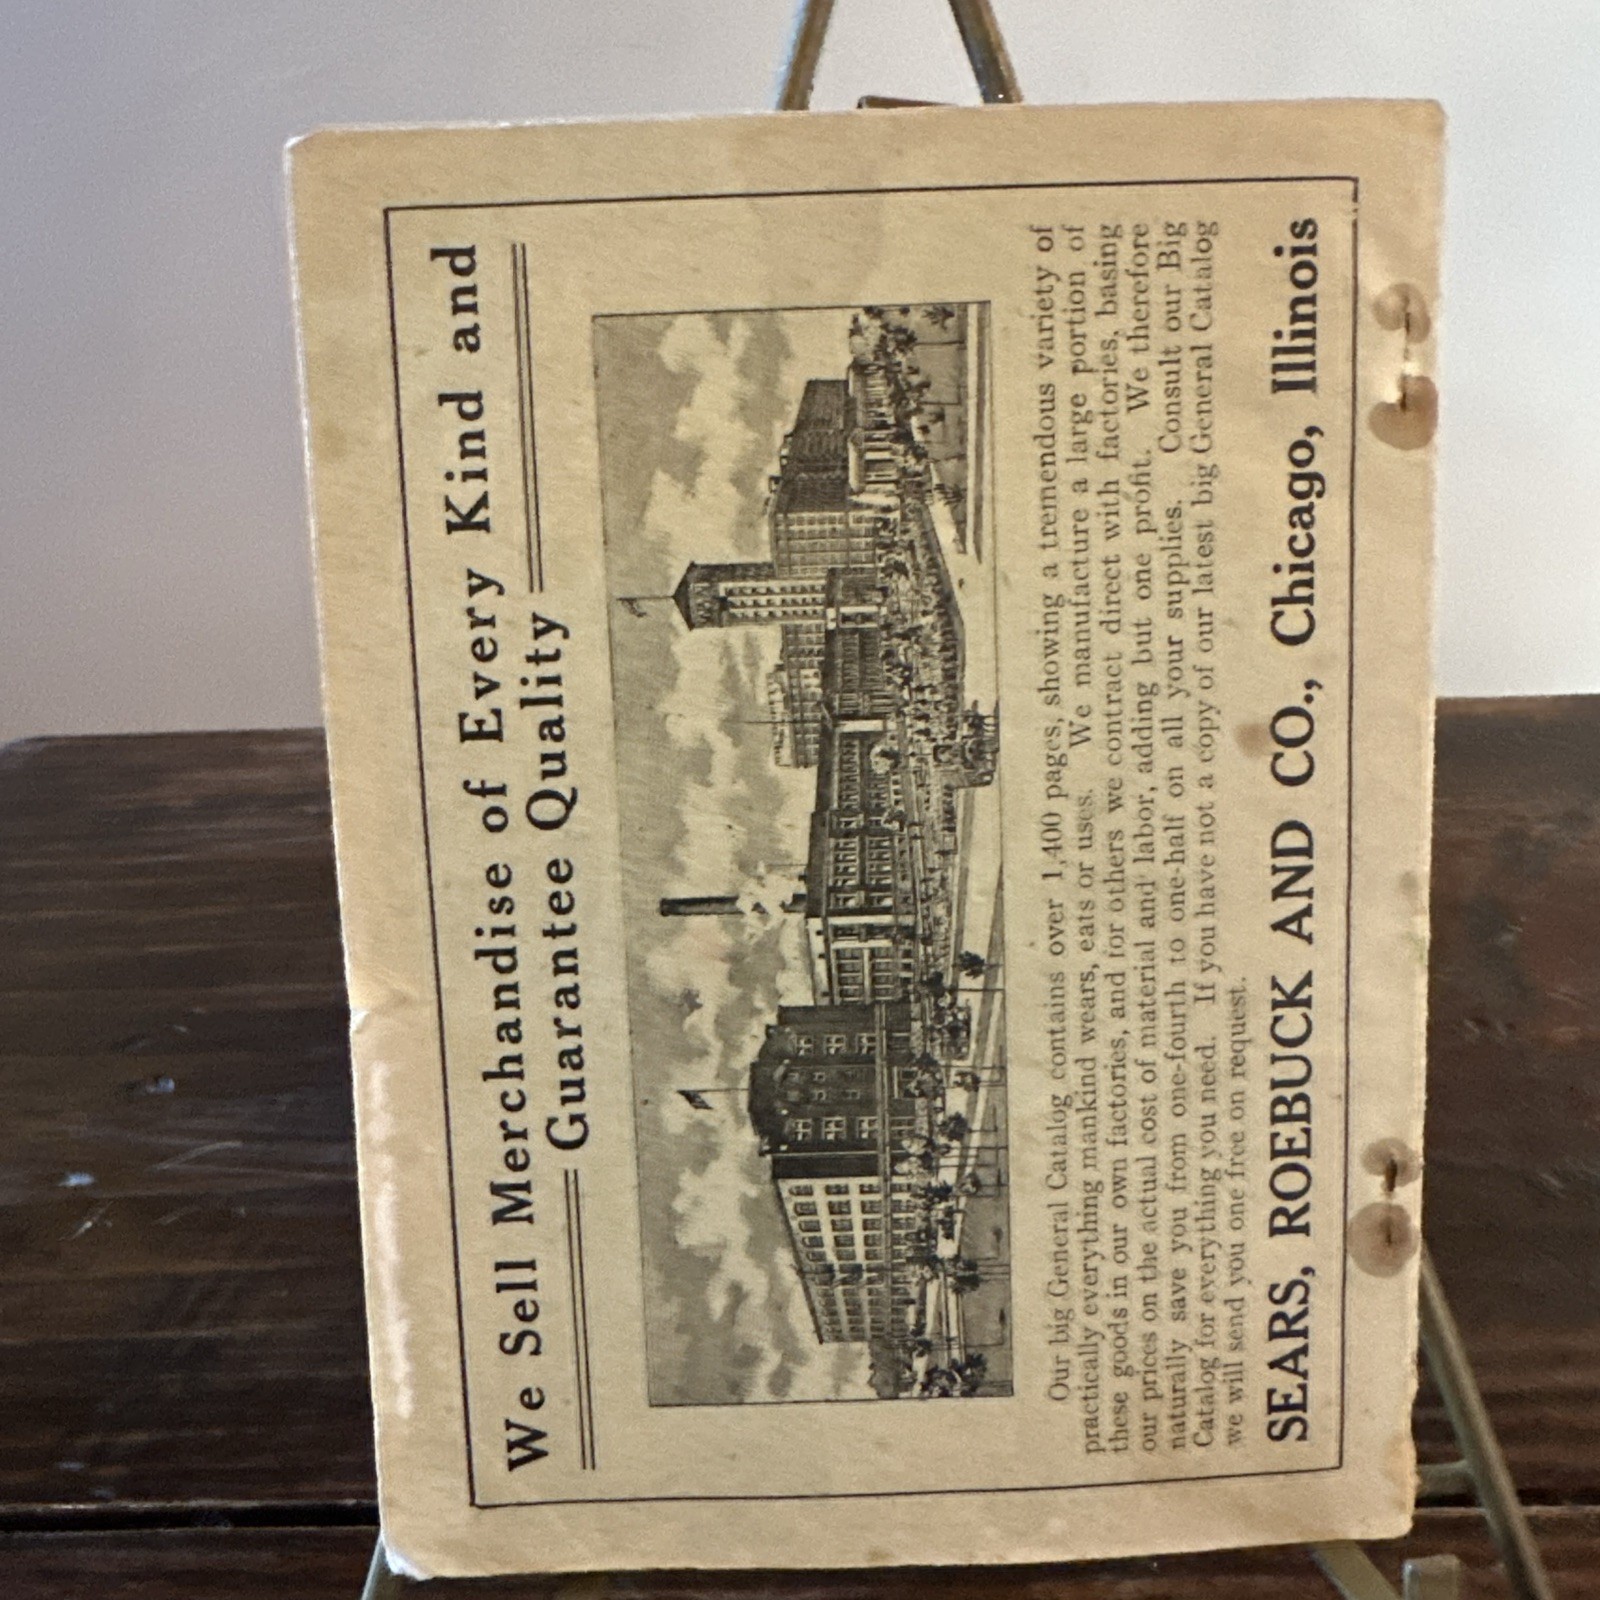 We Sell Merchandise of Every Kind and
Guarantee Quality
Our big General Catalog contains over 1,400 pages, showing a tremendous variety of
practically everything mankind wears, eats or uses. We manufacture a large portion of
these goods in our own factories, and for others we contract direct with factories, basing
our prices on the actual cost of material and labor, adding but one profit. We therefore
naturally save you from one-fourth to one-half on all your supplies. Consult our Big
Catalog for everything you need. If you have not a copy of our latest big General Catalog
we will send you one free on request.
SEARS, ROEBUCK AND CO., Chicago, Illinois